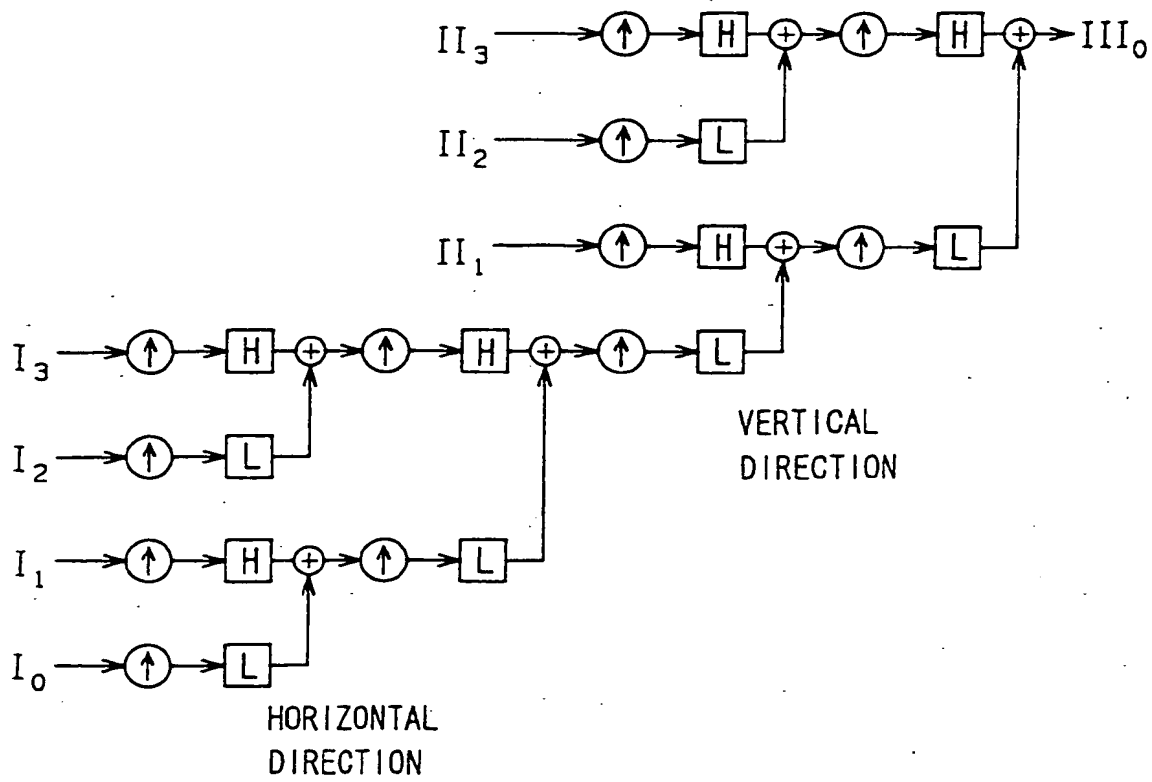 II₃ H H III₀
II₂ L
II₁ H L
I₃ H H L
I₂ L
VERTICAL
DIRECTION
I₁ H L
I₀ L
HORIZONTAL
DIRECTION